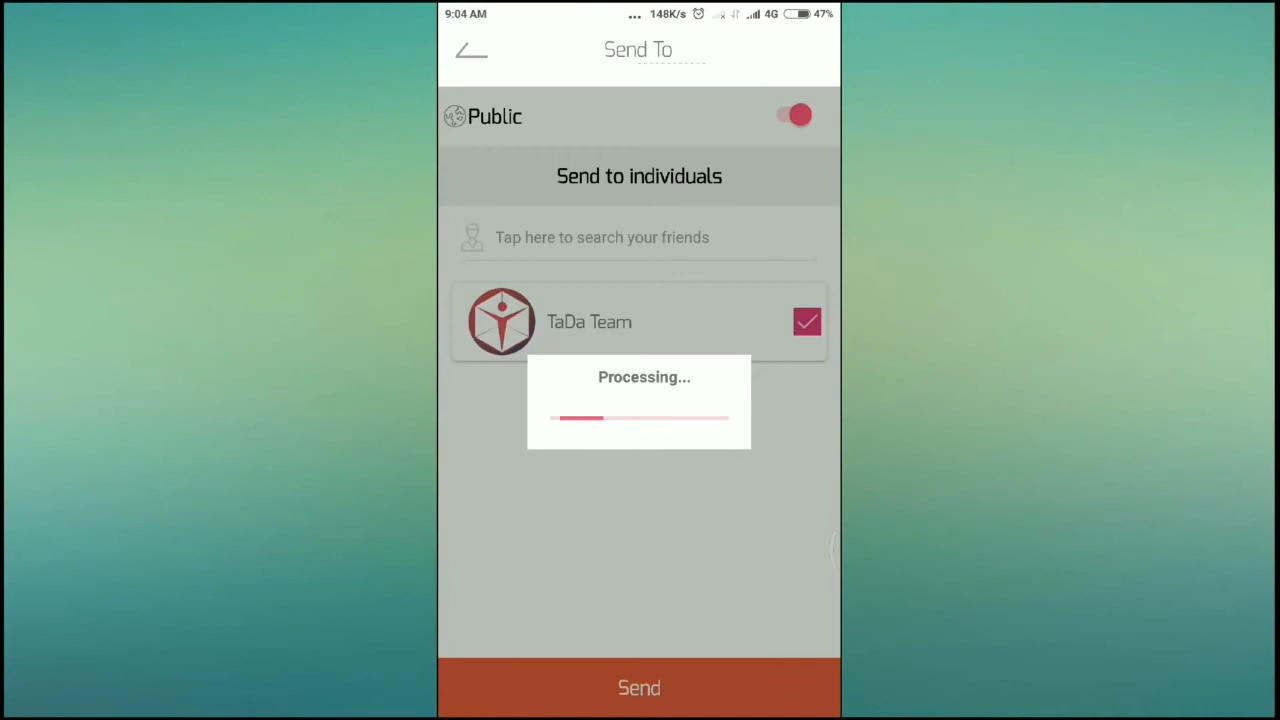 9:04 AM
... 148K/s 4G 47%
Send To
Public
Send to individuals
Tap here to search your friends
TaDa Team
Processing...
Send